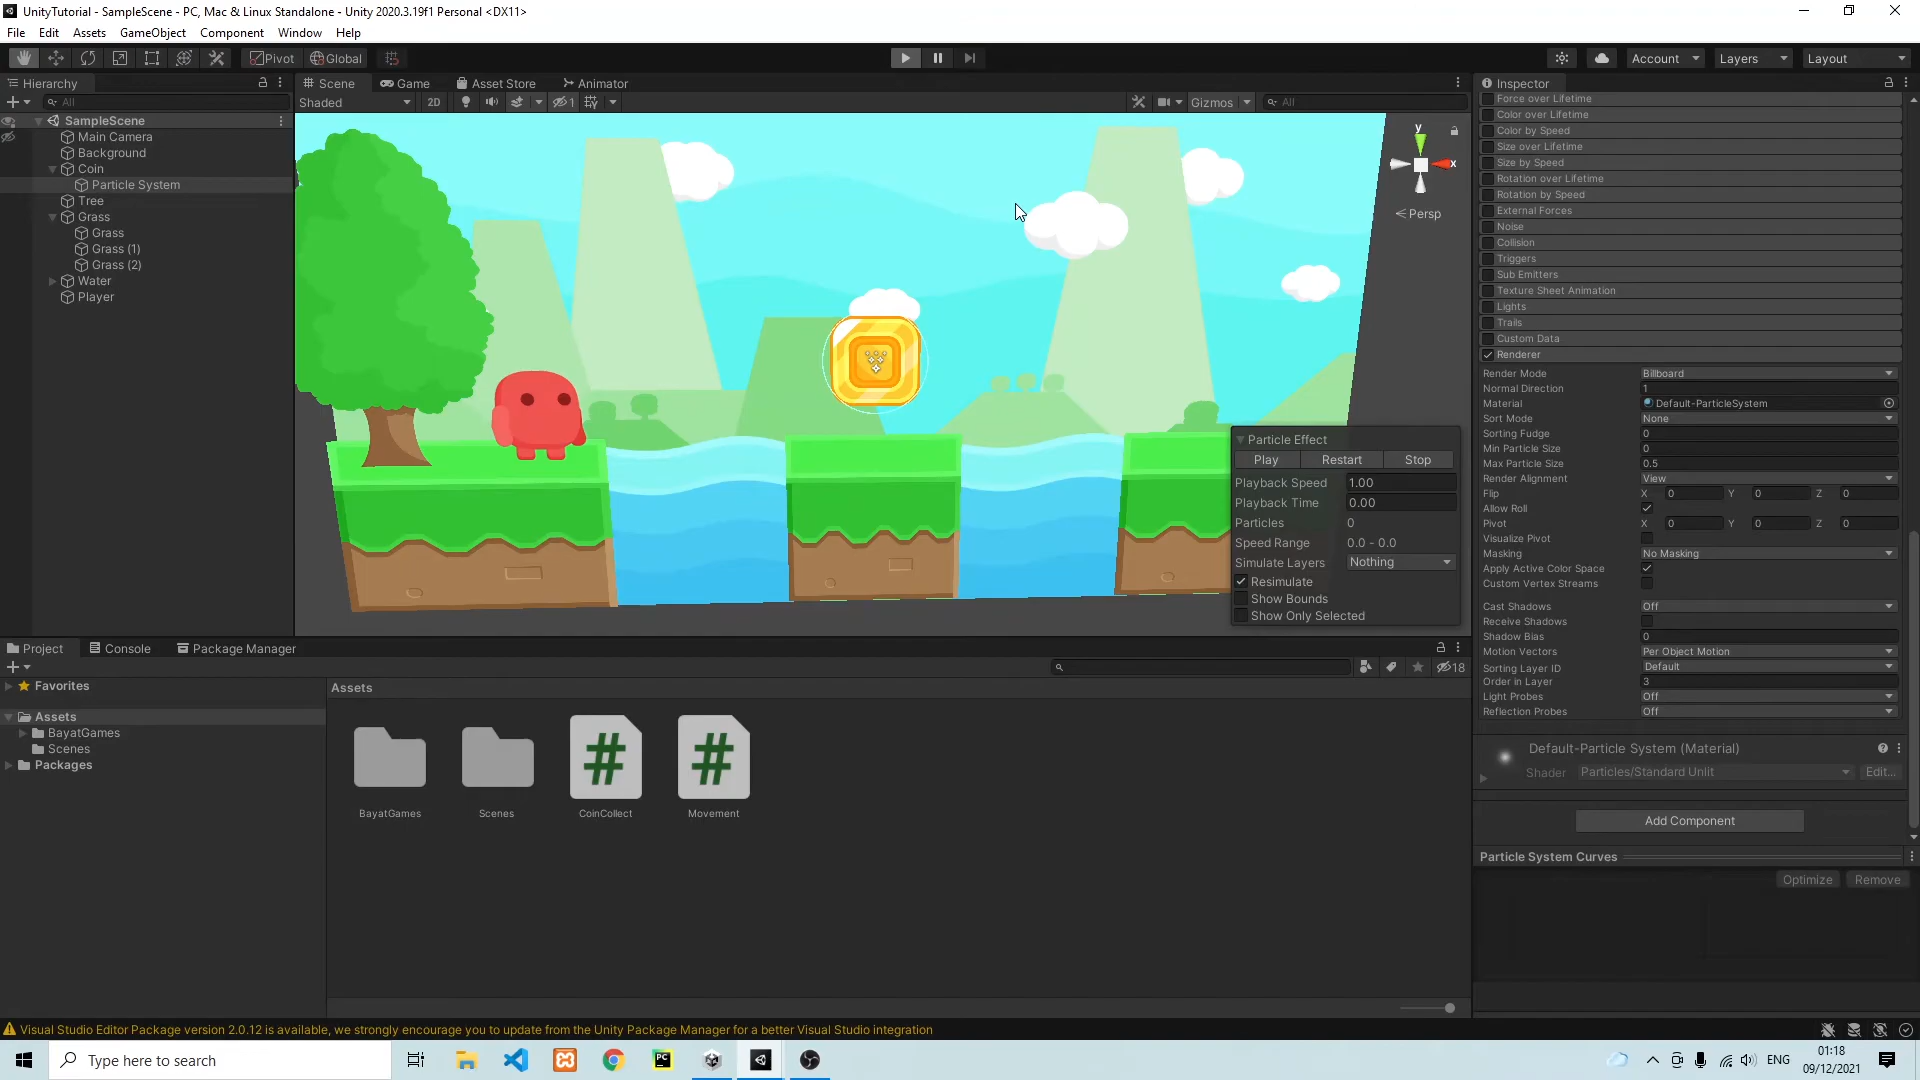 UnityTutorial - SampleScene - PC, Mac & Linux Standalone - Unity 2020.3.19f1 Personal <DX11>
File Edit Assets GameObject Component Window Help
Pivot Global Account Layers Layout
Hierarchy
All
SampleScene
Main Camera
Background
Coin
Particle System
Tree
Grass
Grass
Grass (1)
Grass (2)
Water
Player
Scene Game Asset Store Animator
Shaded 2D 1 Gizmos All
y
x
Persp
Particle Effect
Play Restart Stop
Playback Speed 1.00
Playback Time 0.00
Particles 0
Speed Range 0.0 - 0.0
Simulate Layers Nothing
Resimulate
Show Bounds
Show Only Selected
Inspector
Force over Lifetime
Color over Lifetime
Color by Speed
Size over Lifetime
Size by Speed
Rotation over Lifetime
Rotation by Speed
External Forces
Noise
Collision
Triggers
Sub Emitters
Texture Sheet Animation
Lights
Trails
Custom Data
Renderer
Render Mode Billboard
Normal Direction 1
Material Default-ParticleSystem
Sort Mode None
Sorting Fudge 0
Min Particle Size 0
Max Particle Size 0.5
Render Alignment View
Flip X 0 Y 0 Z 0
Allow Roll
Pivot X 0 Y 0 Z 0
Visualize Pivot
Masking No Masking
Apply Active Color Space
Custom Vertex Streams
Cast Shadows Off
Receive Shadows
Shadow Bias 0
Motion Vectors Per Object Motion
Sorting Layer ID Default
Order in Layer 3
Light Probes Off
Reflection Probes Off
Default-Particle System (Material)
Shader Particles/Standard Unlit Edit...
Add Component
Particle System Curves
Optimize Remove
Project Console Package Manager
18
Favorites
Assets
BayatGames
Scenes
Packages
Assets
BayatGames Scenes CoinCollect Movement
Visual Studio Editor Package version 2.0.12 is available, we strongly encourage you to update from the Unity Package Manager for a better Visual Studio integration
Type here to search
PC
ENG
01:18
09/12/2021